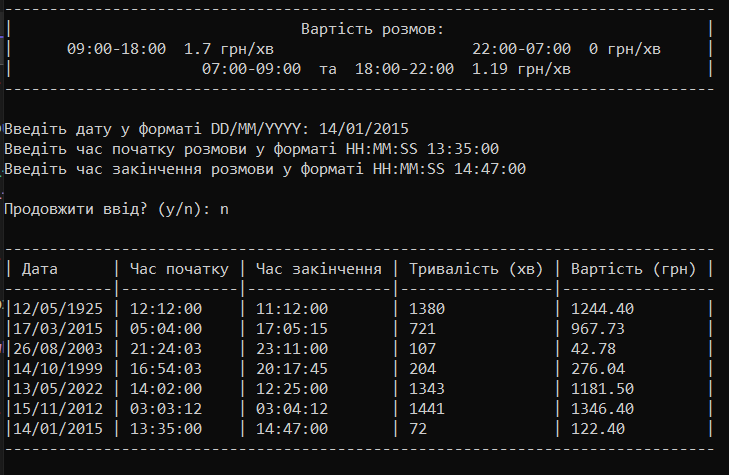 Вартість розмов:
09:00-18:00 1.7 грн/хв 22:00-07:00 0 грн/хв
07:00-09:00 та 18:00-22:00 1.19 грн/хв
Введіть дату у форматі DD/MM/YYYY: 14/01/2015
Введіть час початку розмови у форматі HH:MM:SS 13:35:00
Введіть час закінчення розмови у форматі HH:MM:SS 14:47:00
Продовжити ввід? (y/n): n
| Дата | Час початку | Час закінчення | Тривалість (хв) | Вартість (грн) |
|12/05/1925 | 12:12:00 | 11:12:00 | 1380 | 1244.40 |
|17/03/2015 | 05:04:00 | 17:05:15 | 721 | 967.73 |
|26/08/2003 | 21:24:03 | 23:11:00 | 107 | 42.78 |
|14/10/1999 | 16:54:03 | 20:17:45 | 204 | 276.04 |
|13/05/2022 | 14:02:00 | 12:25:00 | 1343 | 1181.50 |
|15/11/2012 | 03:03:12 | 03:04:12 | 1441 | 1346.40 |
|14/01/2015 | 13:35:00 | 14:47:00 | 72 | 122.40 |